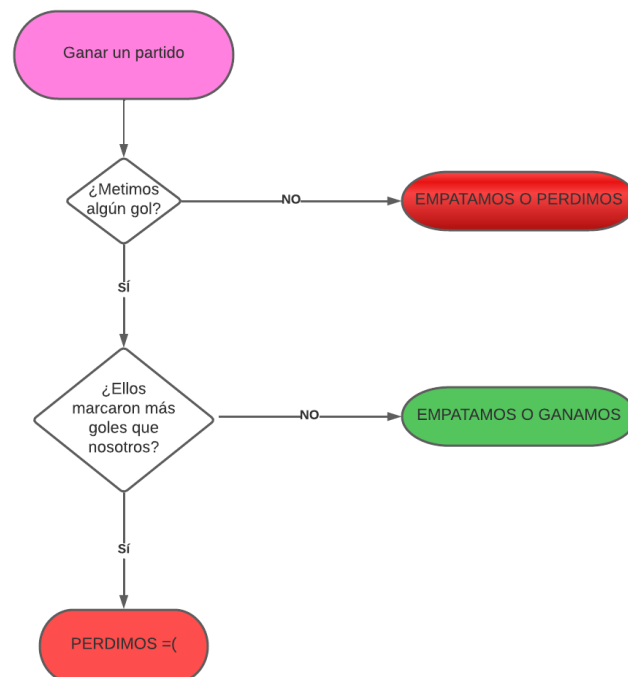 Ganar un partido
¿Metimos
algún gol?
NO
EMPATAMOS O PERDIMOS
SÍ
¿Ellos
marcaron más
goles que
nosotros?
NO
EMPATAMOS O GANAMOS
Sí
PERDIMOS =(